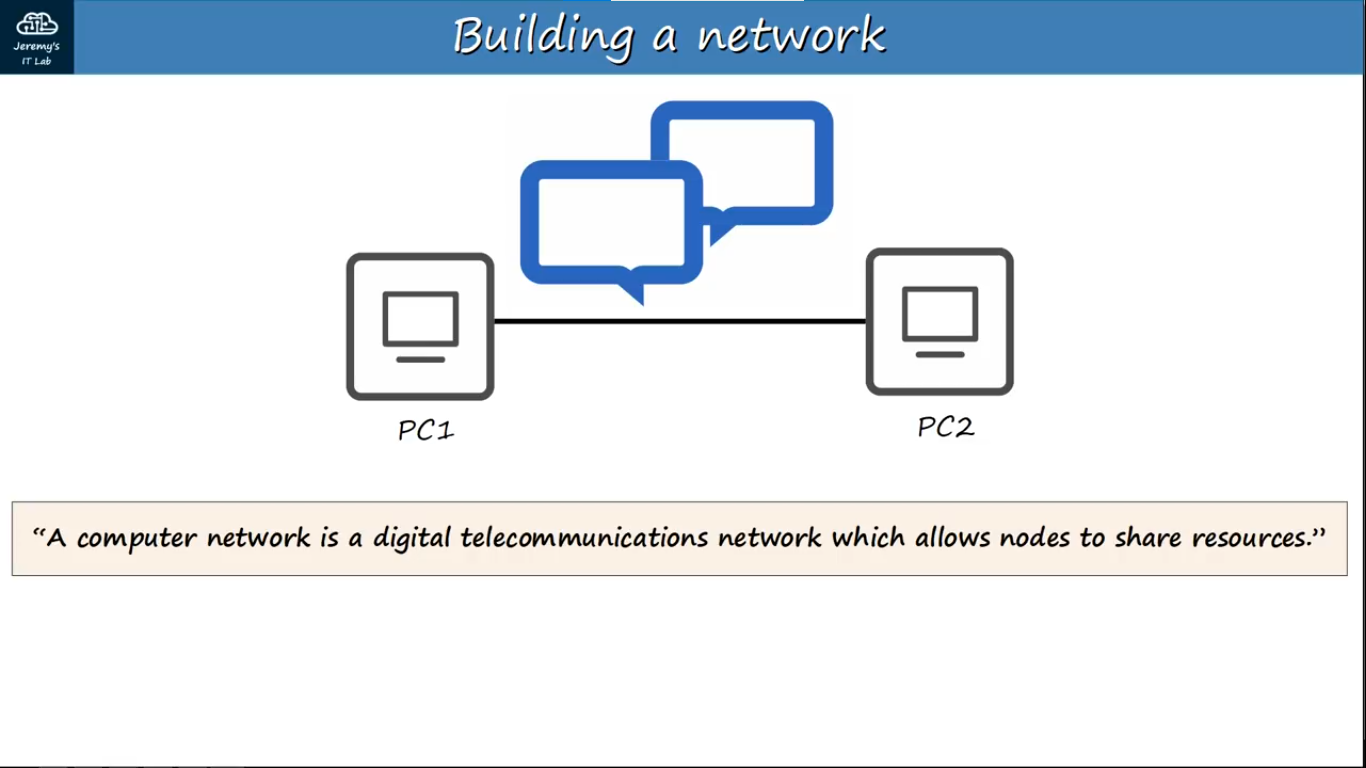 Jeremy's
IT Lab
Building a network
PC1
PC2
“A computer network is a digital telecommunications network which allows nodes to share resources.”